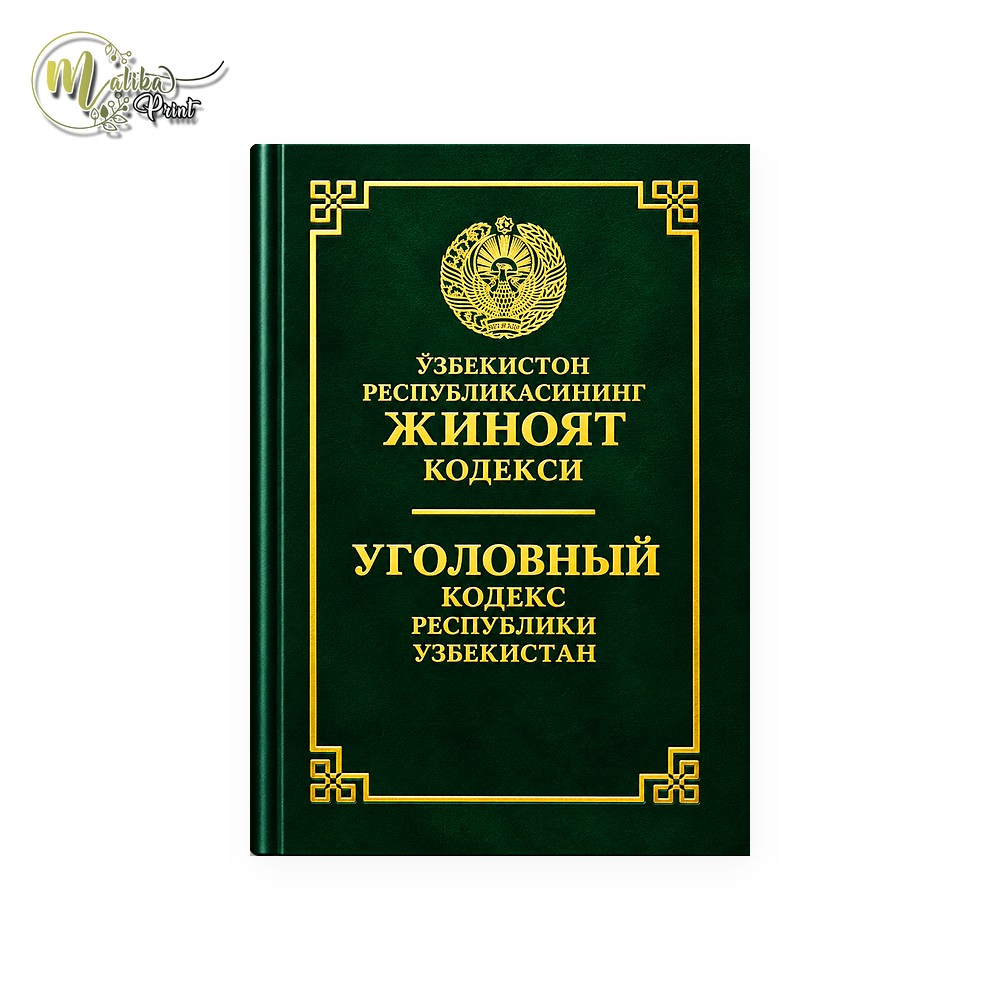 Malika
Print
ЎЗБЕКИСТОН
РЕСПУБЛИКАСИНИНГ
ЖИНОЯТ
КОДЕКСИ
УГОЛОВНЫЙ
КОДЕКС
РЕСПУБЛИКИ
УЗБЕКИСТАН